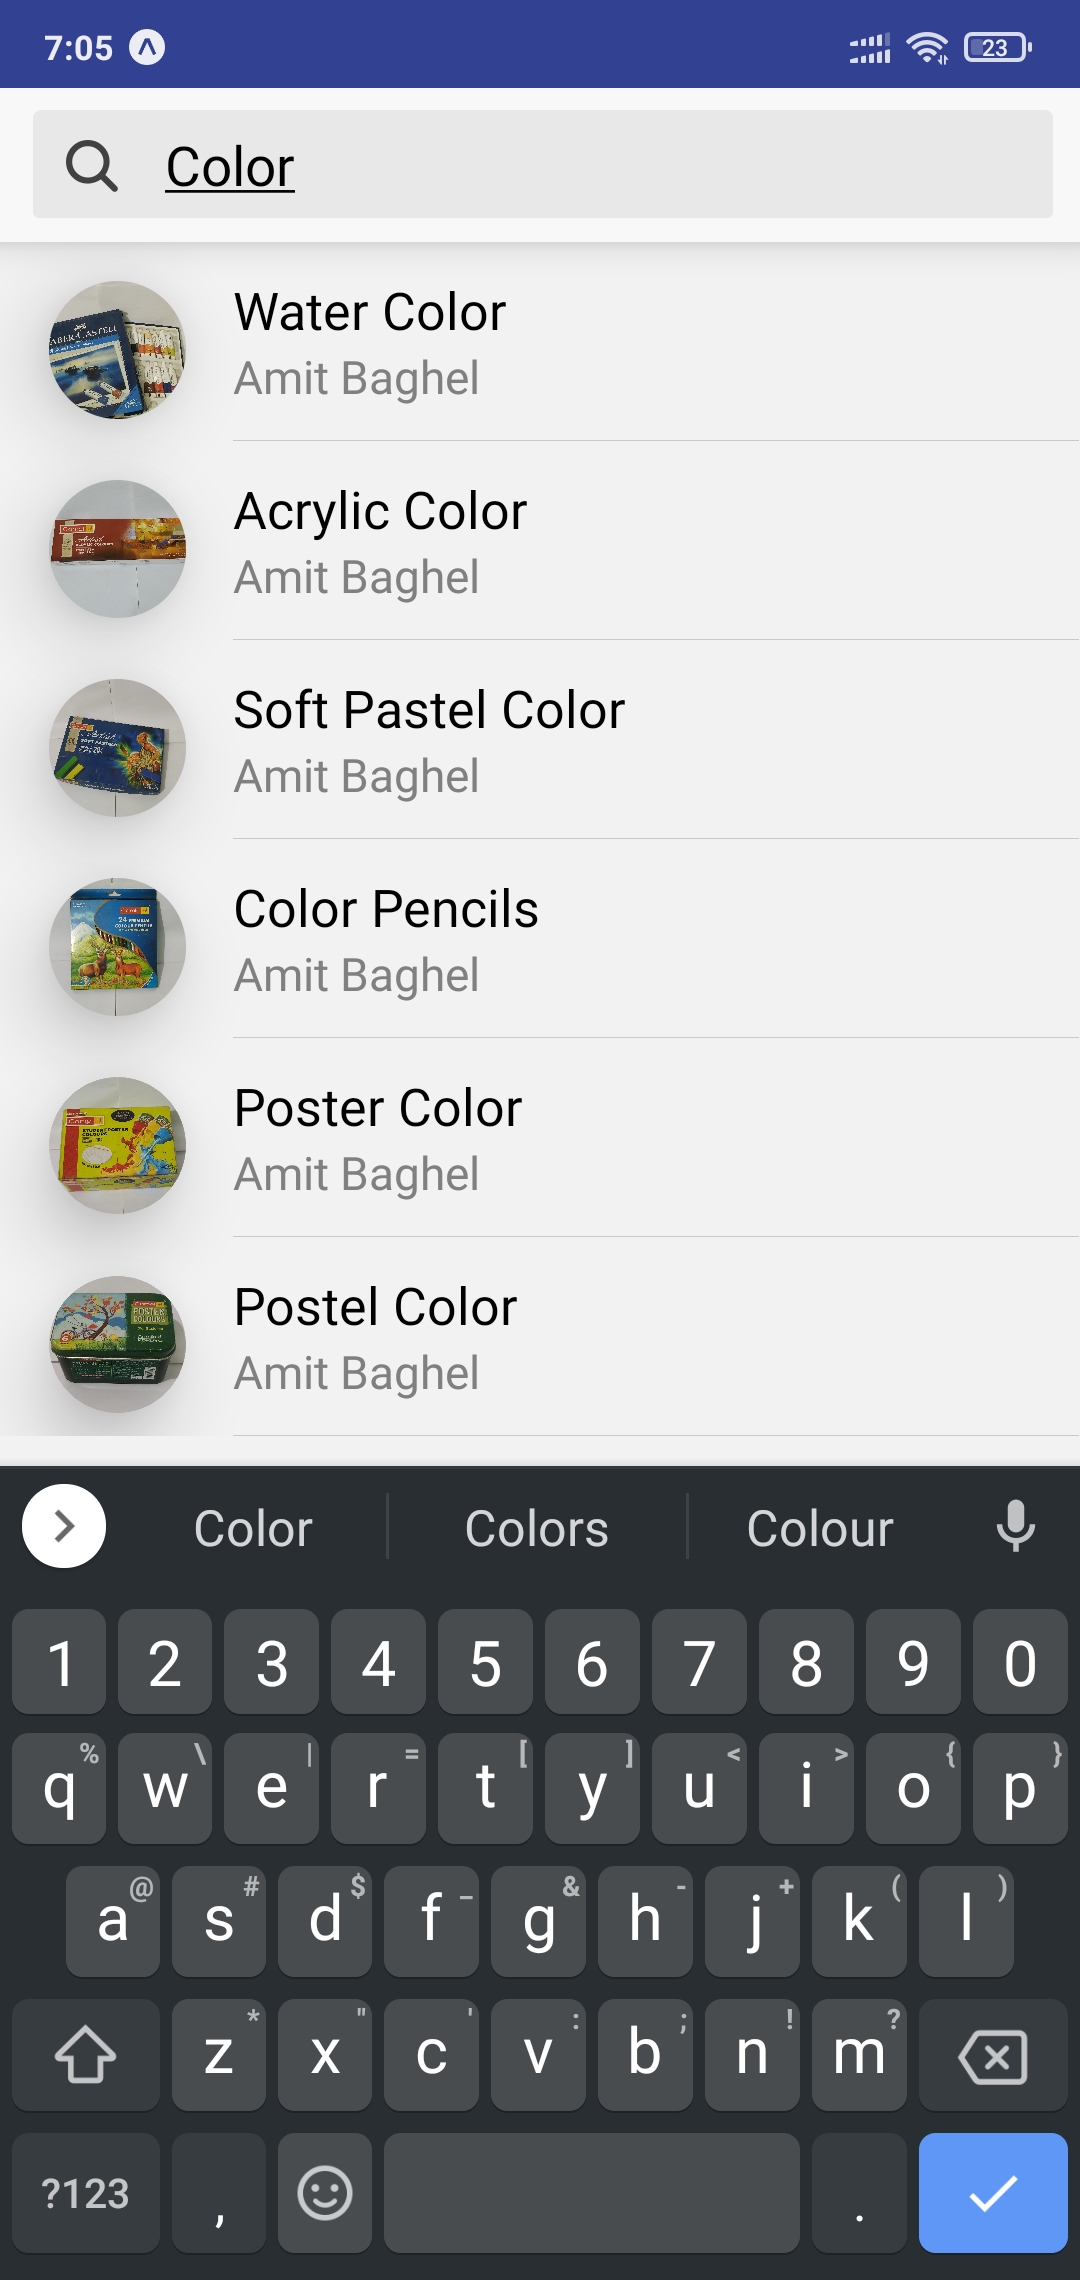 7:05 23
Color
Water Color
Amit Baghel
Acrylic Color
Amit Baghel
Soft Pastel Color
Amit Baghel
Color Pencils
Amit Baghel
Poster Color
Amit Baghel
Postel Color
Amit Baghel
Color Colors Colour
1 2 3 4 5 6 7 8 9 0
% \ | = [ ] < > { }
q w e r t y u i o p
@ # $ _ & - + ( )
a s d f g h j k l
* " ' : ; ! ?
z x c v b n m
?123 , .